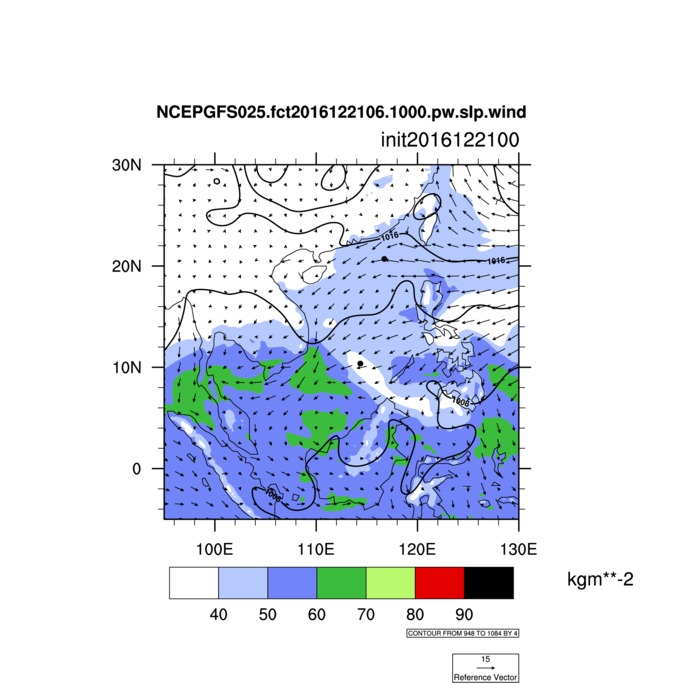 NCEPGFS025.fct2016122106.1000.pw.slp.wind
init2016122100
30N
1016
20N
1016
10N
1008
0
1008
100E 110E 120E 130E
kgm**-2
40 50 60 70 80 90
CONTOUR FROM 948 TO 1084 BY 4
15
Reference Vector